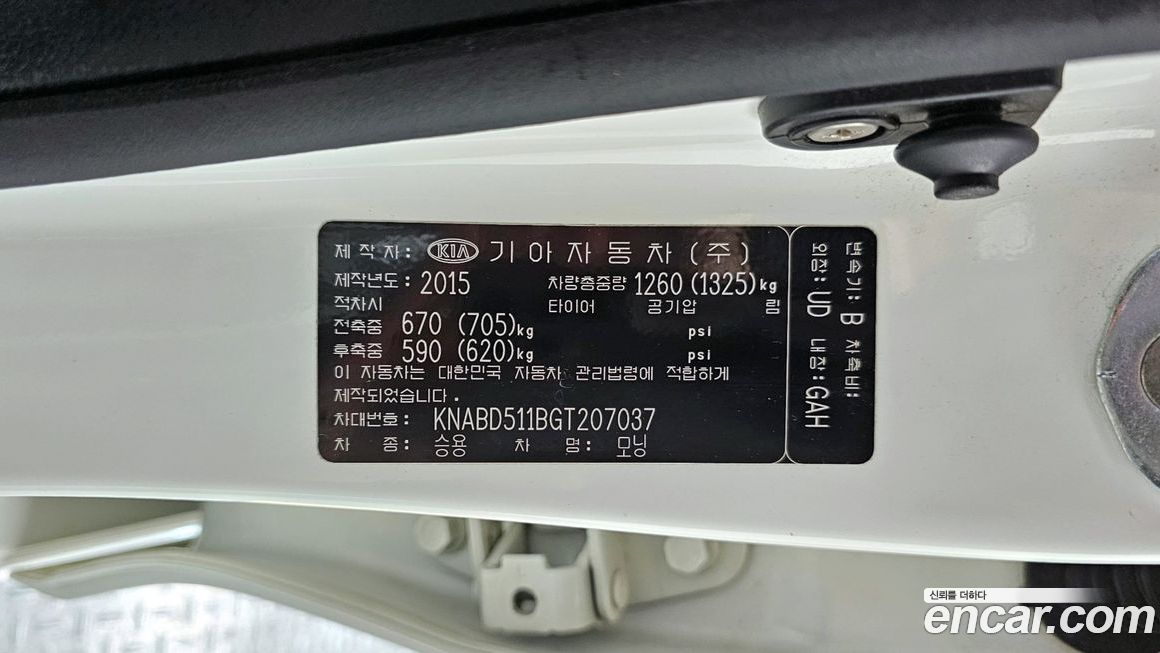 제 작 자: KIA 기아자동차(주)
제작년도: 2015 차량총중량 1260 (1325)kg
적차시 타이어 공기압 림
전축중 670 (705)kg psi
후축중 590 (620)kg psi
이 자동차는 대한민국 자동차 관리법령에 적합하게
제작되었습니다.
차대번호: KNABD511BGT207037
차 종: 승용 차 명: 모닝
변속기: B 차축비:
외장: UD 내장: GAH
신뢰를 더하다
encar.com